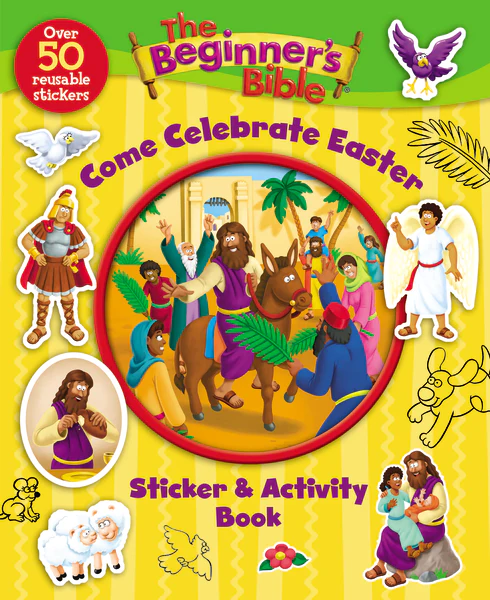 Over
50
reusable
stickers
The
Beginner's
Bible®
Come Celebrate Easter
Sticker & Activity
Book